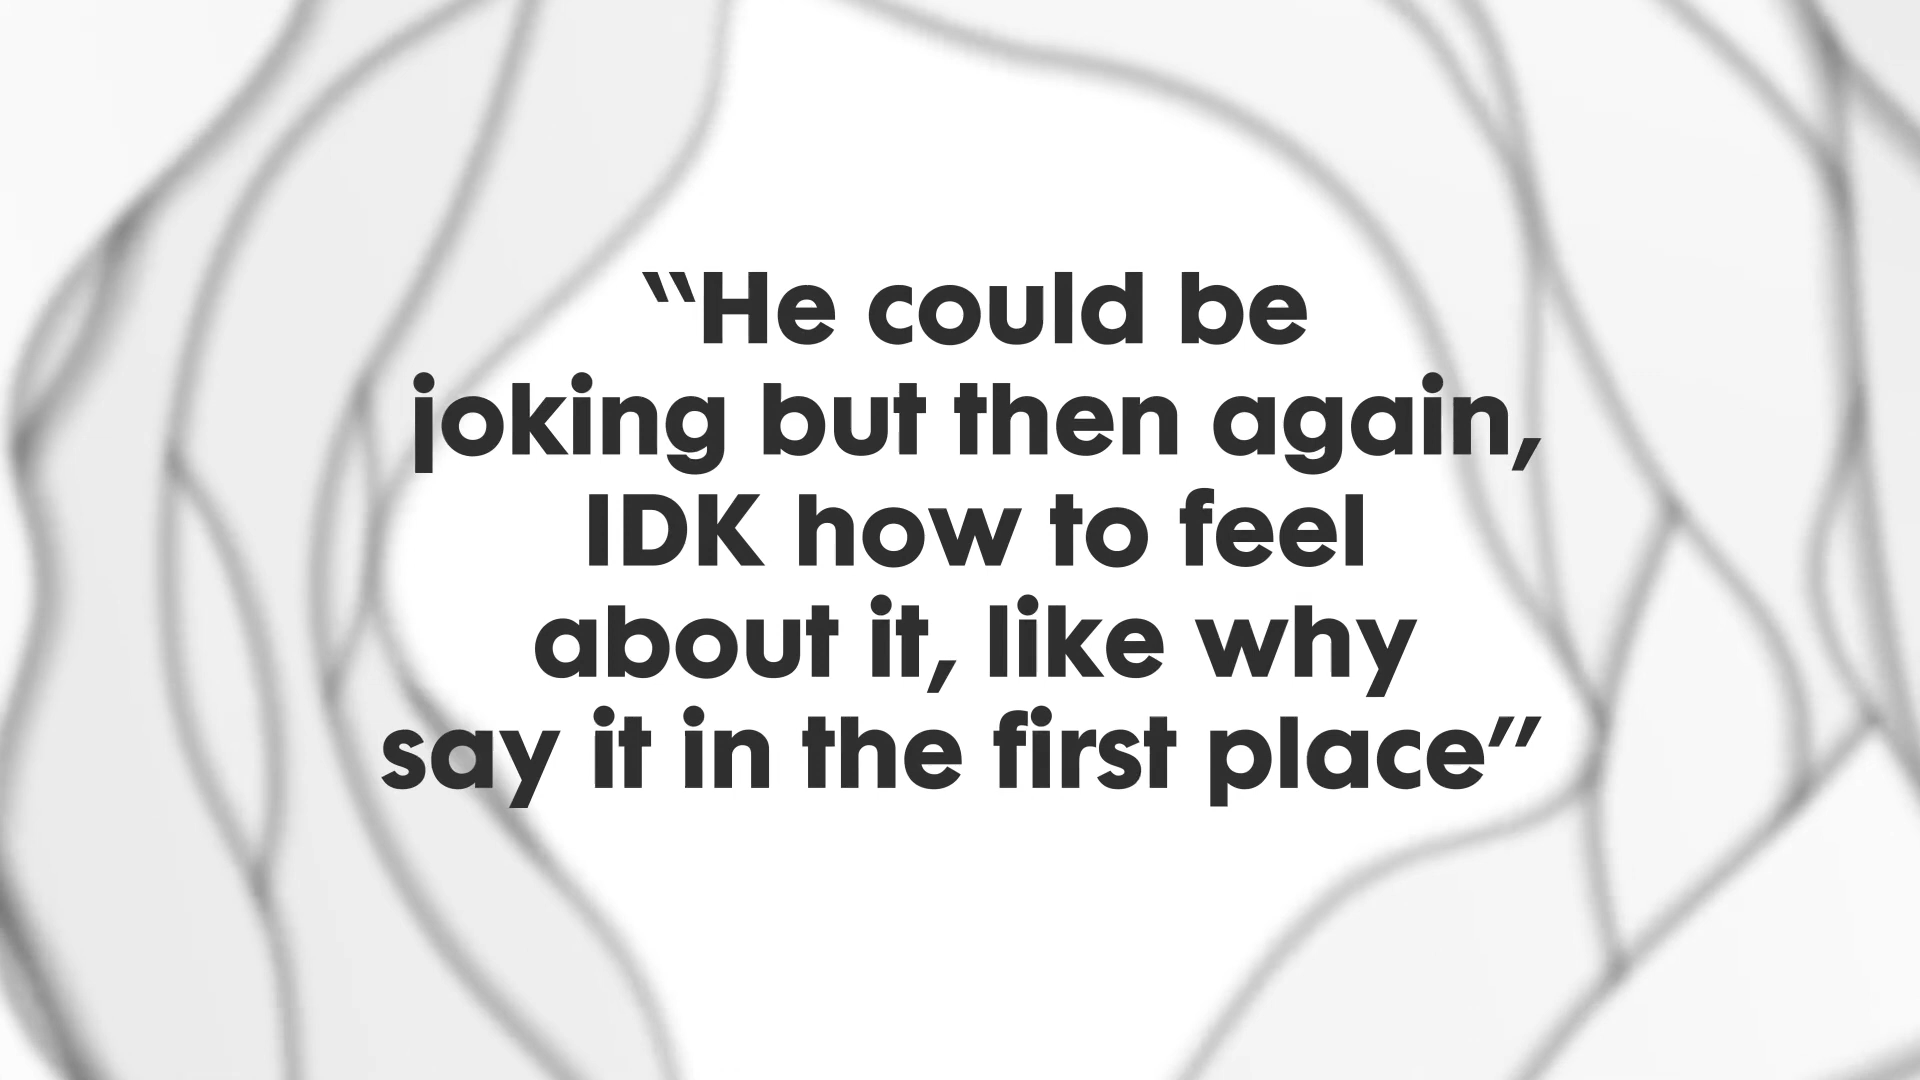 “He could be
joking but then again,
IDK how to feel
about it, like why
say it in the first place”